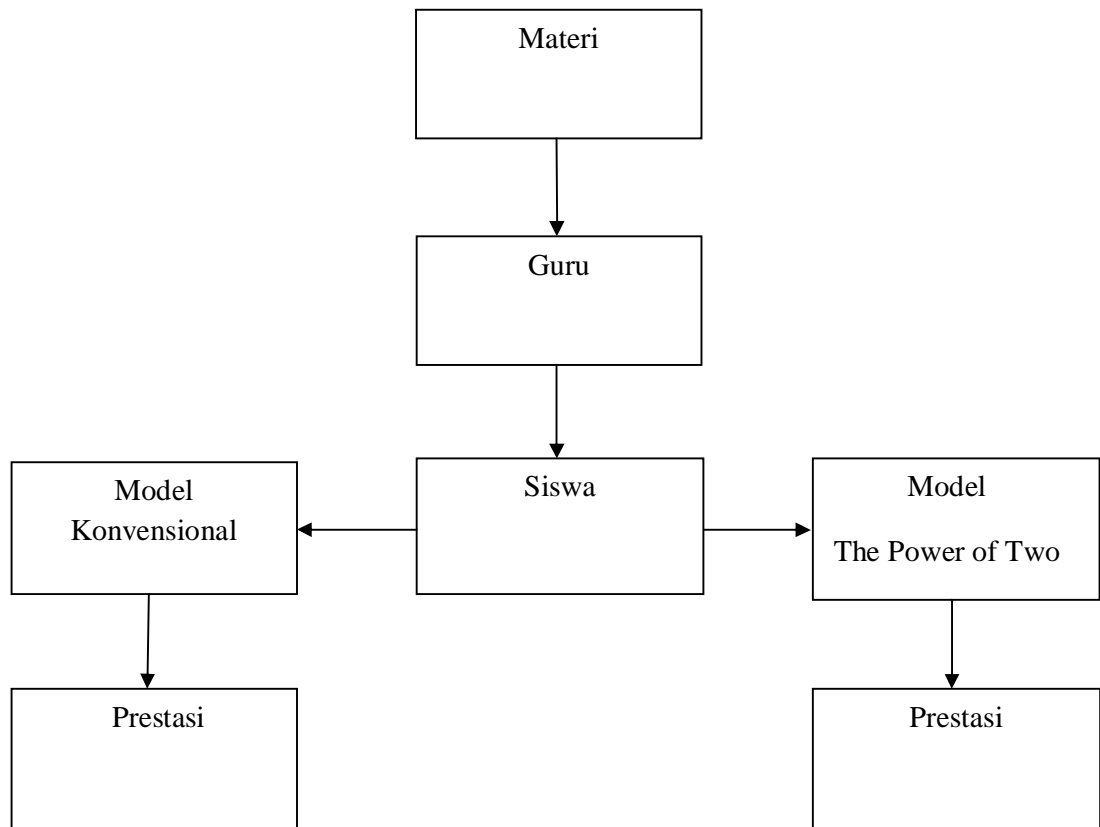 Materi
Guru
Model
Konvensional
Siswa
Model
The Power of Two
Prestasi
Prestasi